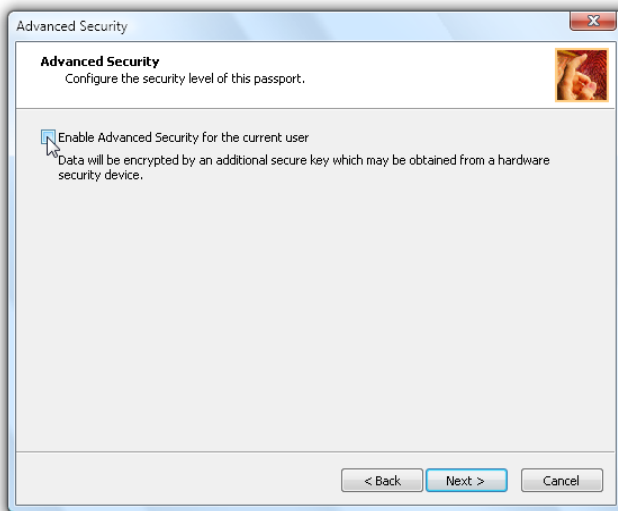 Advanced Security
Advanced Security
Configure the security level of this passport.
Enable Advanced Security for the current user
Data will be encrypted by an additional secure key which may be obtained from a hardware
security device.
< Back Next > Cancel